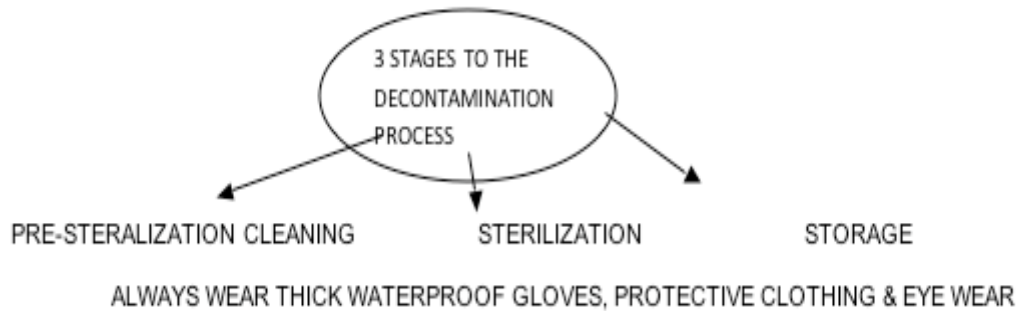 3 STAGES TO THE
DECONTAMINATION
PROCESS
PRE-STERALIZATION CLEANING STERILIZATION STORAGE
ALWAYS WEAR THICK WATERPROOF GLOVES, PROTECTIVE CLOTHING & EYE WEAR